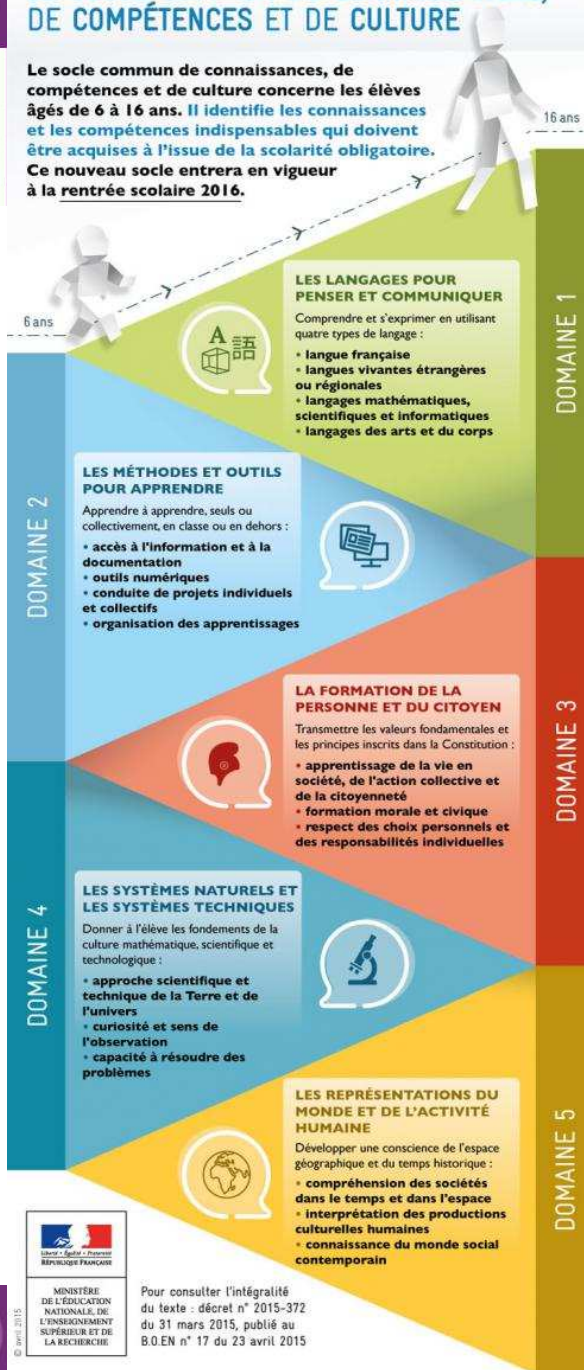 DE COMPÉTENCES ET DE CULTURE
Le socle commun de connaissances, de
compétences et de culture concerne les élèves
âgés de 6 à 16 ans. Il identifie les connaissances
et les compétences indispensables qui doivent
être acquises à l'issue de la scolarité obligatoire.
Ce nouveau socle entrera en vigueur
à la rentrée scolaire 2016.
16 ans
6 ans
DOMAINE 1
LES LANGAGES POUR
PENSER ET COMMUNIQUER
Comprendre et s'exprimer en utilisant
quatre types de langage :
• langue française
• langues vivantes étrangères
ou régionales
• langages mathématiques,
scientifiques et informatiques
• langages des arts et du corps
A 語
DOMAINE 2
LES MÉTHODES ET OUTILS
POUR APPRENDRE
Apprendre à apprendre, seuls ou
collectivement, en classe ou en dehors :
• accès à l'information et à la
documentation
• outils numériques
• conduite de projets individuels
et collectifs
• organisation des apprentissages
DOMAINE 3
LA FORMATION DE LA
PERSONNE ET DU CITOYEN
Transmettre les valeurs fondamentales et
les principes inscrits dans la Constitution :
• apprentissage de la vie en
société, de l'action collective et
de la citoyenneté
• formation morale et civique
• respect des choix personnels et
des responsabilités individuelles
DOMAINE 4
LES SYSTÈMES NATURELS ET
LES SYSTÈMES TECHNIQUES
Donner à l'élève les fondements de la
culture mathématique, scientifique et
technologique :
• approche scientifique et
technique de la Terre et de
l'univers
• curiosité et sens de
l'observation
• capacité à résoudre des
problèmes
DOMAINE 5
LES REPRÉSENTATIONS DU
MONDE ET DE L'ACTIVITÉ
HUMAINE
Développer une conscience de l'espace
géographique et du temps historique :
• compréhension des sociétés
dans le temps et dans l'espace
• interprétation des productions
culturelles humaines
• connaissance du monde social
contemporain
Liberté • Égalité • Fraternité
RÉPUBLIQUE FRANÇAISE
MINISTÈRE
DE L'ÉDUCATION
NATIONALE, DE
L'ENSEIGNEMENT
SUPÉRIEUR ET DE
LA RECHERCHE
© avril 2015
Pour consulter l'intégralité
du texte : décret n° 2015-372
du 31 mars 2015, publié au
B.O.EN n° 17 du 23 avril 2015